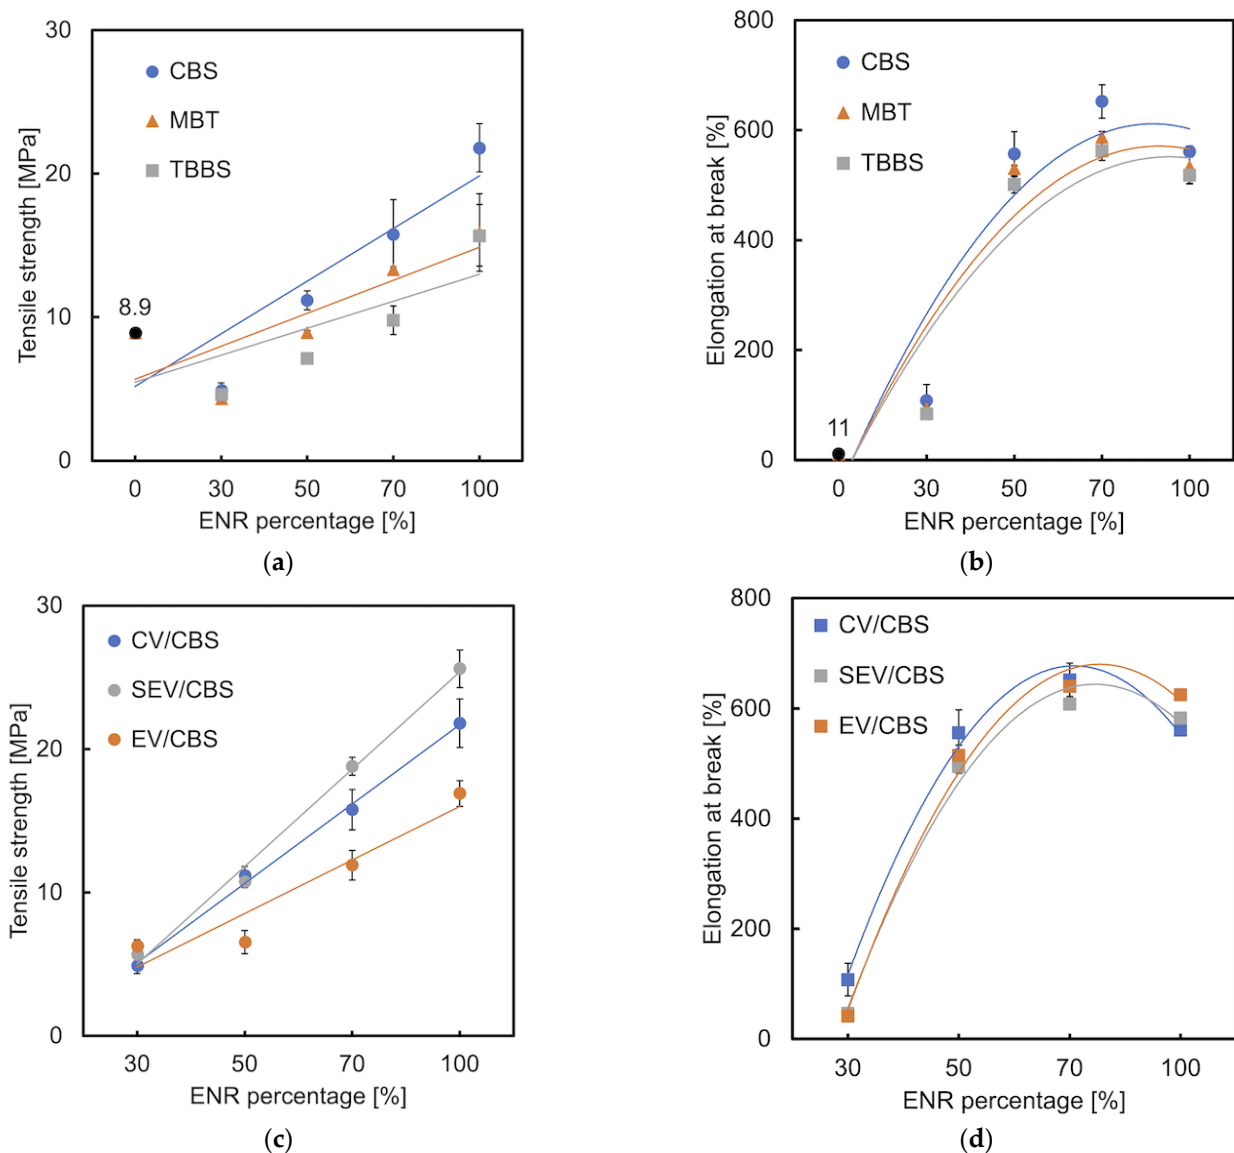 30
20
10
0
Tensile strength [MPa]
CBS
MBT
TBBS
8.9
0 30 50 70 100
ENR percentage [%]
(a)
800
600
400
200
0
Elongation at break [%]
CBS
MBT
TBBS
11
0 30 50 70 100
ENR percentage [%]
(b)
30
20
10
0
Tensile strength [MPa]
CV/CBS
SEV/CBS
EV/CBS
30 50 70 100
ENR percentage [%]
(c)
800
600
400
200
0
Elongation at break [%]
CV/CBS
SEV/CBS
EV/CBS
30 50 70 100
ENR percentage [%]
(d)